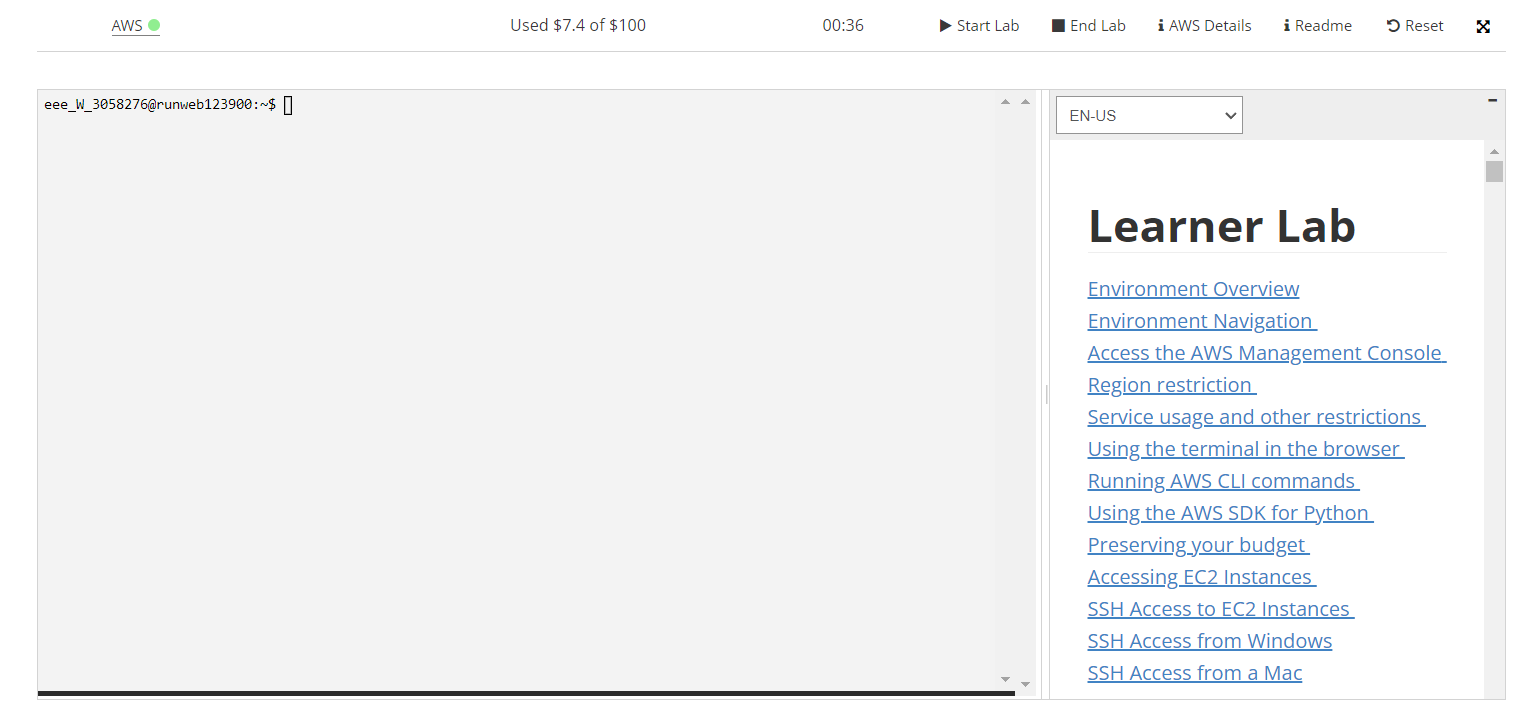 AWS Used $7.4 of $100 00:36 Start Lab End Lab AWS Details Readme Reset
eee_W_3058276@runweb123900:~$
EN-US
Learner Lab
Environment Overview
Environment Navigation
Access the AWS Management Console
Region restriction
Service usage and other restrictions
Using the terminal in the browser
Running AWS CLI commands
Using the AWS SDK for Python
Preserving your budget
Accessing EC2 Instances
SSH Access to EC2 Instances
SSH Access from Windows
SSH Access from a Mac